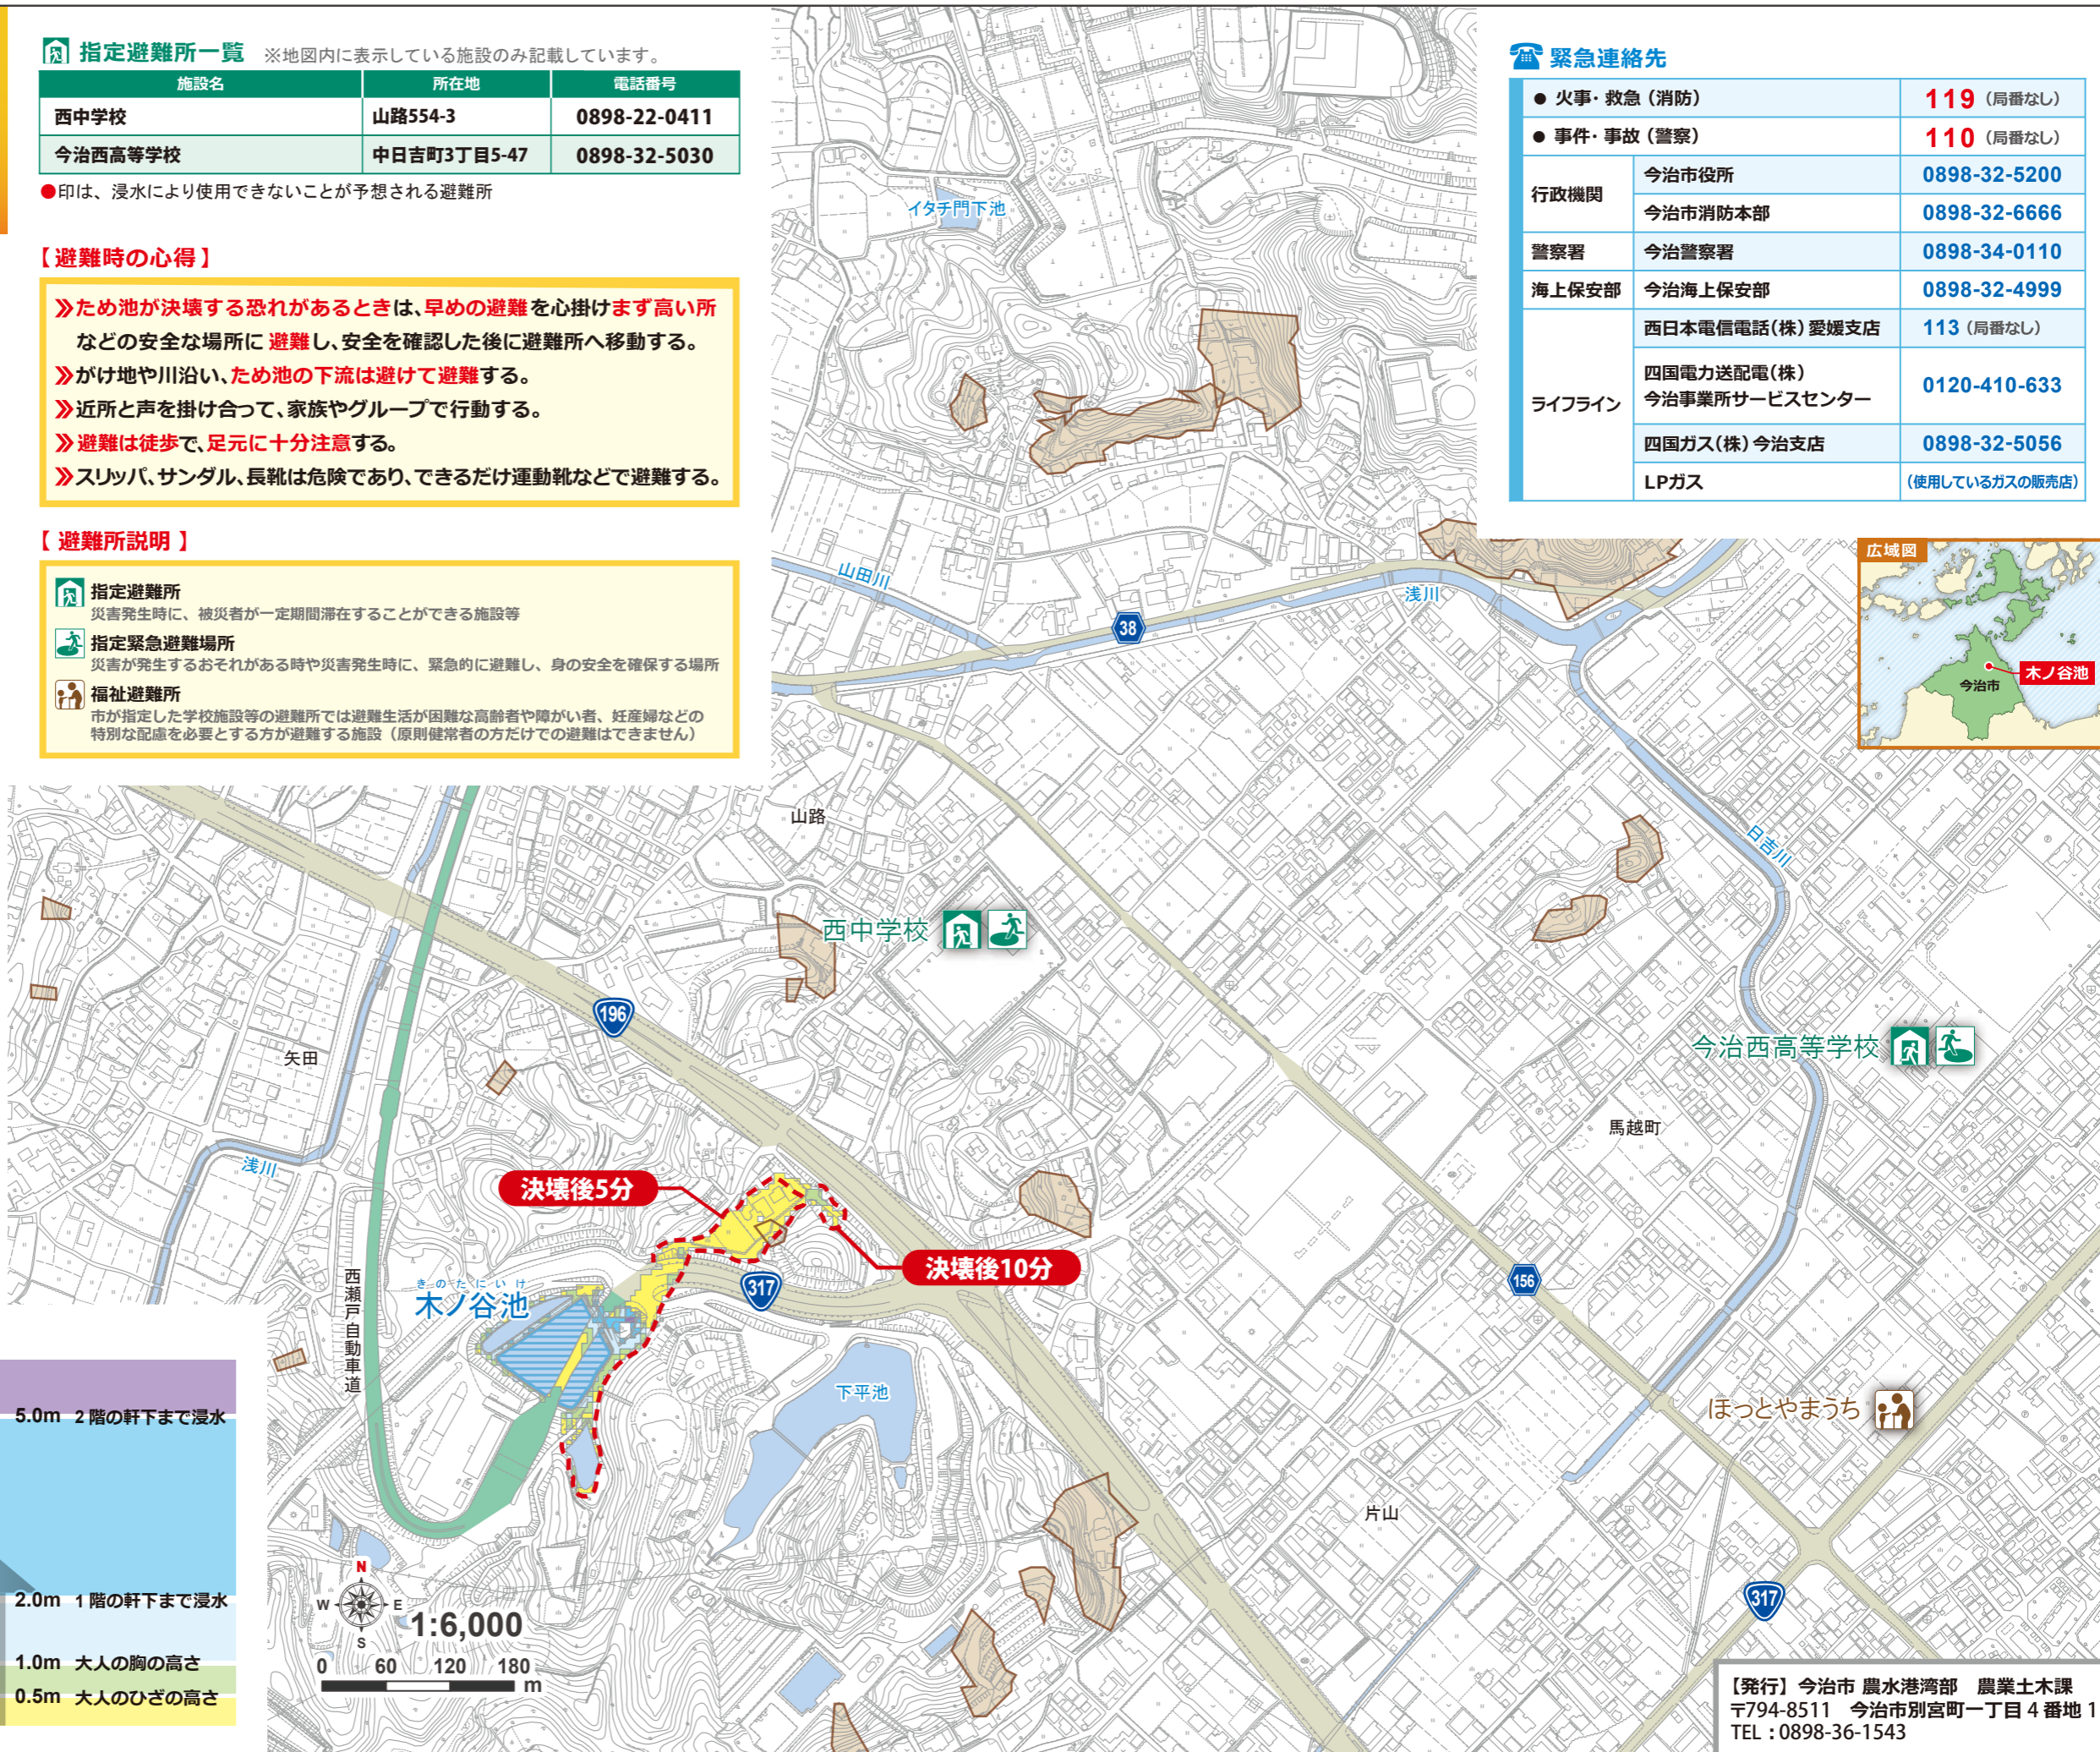 指定避難所一覧 ※地図内に表示している施設のみ記載しています。
施設名 所在地 電話番号
西中学校 山路554-3 0898-22-0411
今治西高等学校 中日吉町3丁目5-47 0898-32-5030
●印は、浸水により使用できないことが予想される避難所
【避難時の心得】
≫ため池が決壊する恐れがあるときは、早めの避難を心掛けまず高い所
などの安全な場所に 避難し、安全を確認した後に避難所へ移動する。
≫がけ地や川沿い、ため池の下流は避けて避難する。
≫近所と声を掛け合って、家族やグループで行動する。
≫避難は徒歩で、足元に十分注意する。
≫スリッパ、サンダル、長靴は危険であり、できるだけ運動靴などで避難する。
【 避難所説明 】
指定避難所
災害発生時に、被災者が一定期間滞在することができる施設等
指定緊急避難場所
災害が発生するおそれがある時や災害発生時に、緊急的に避難し、身の安全を確保する場所
福祉避難所
市が指定した学校施設等の避難所では避難生活が困難な高齢者や障がい者、妊産婦などの
特別な配慮を必要とする方が避難する施設（原則健常者の方だけでの避難はできません）
緊急連絡先
● 火事・救急（消防） 119（局番なし）
● 事件・事故（警察） 110（局番なし）
行政機関 今治市役所 0898-32-5200
今治市消防本部 0898-32-6666
警察署 今治警察署 0898-34-0110
海上保安部 今治海上保安部 0898-32-4999
ライフライン 西日本電信電話(株)愛媛支店 113（局番なし）
四国電力送配電(株)
今治事業所サービスセンター 0120-410-633
四国ガス(株)今治支店 0898-32-5056
LPガス (使用しているガスの販売店)
広域図
今治市
木ノ谷池
イタチ門下池
山田川
38
浅川
山路
日吉川
西中学校
196
矢田
今治西高等学校
馬越町
浅川
決壊後5分
決壊後10分
きのたにいけ
木ノ谷池
317
156
西瀬戸自動車道
下平池
ほっとやまうち
片山
317
5.0m 2階の軒下まで浸水
2.0m 1階の軒下まで浸水
1.0m 大人の胸の高さ
0.5m 大人のひざの高さ
N
W E
S
1:6,000
0 60 120 180
m
【発行】今治市 農水港湾部 農業土木課
〒794-8511 今治市別宮町一丁目4番地1
TEL：0898-36-1543